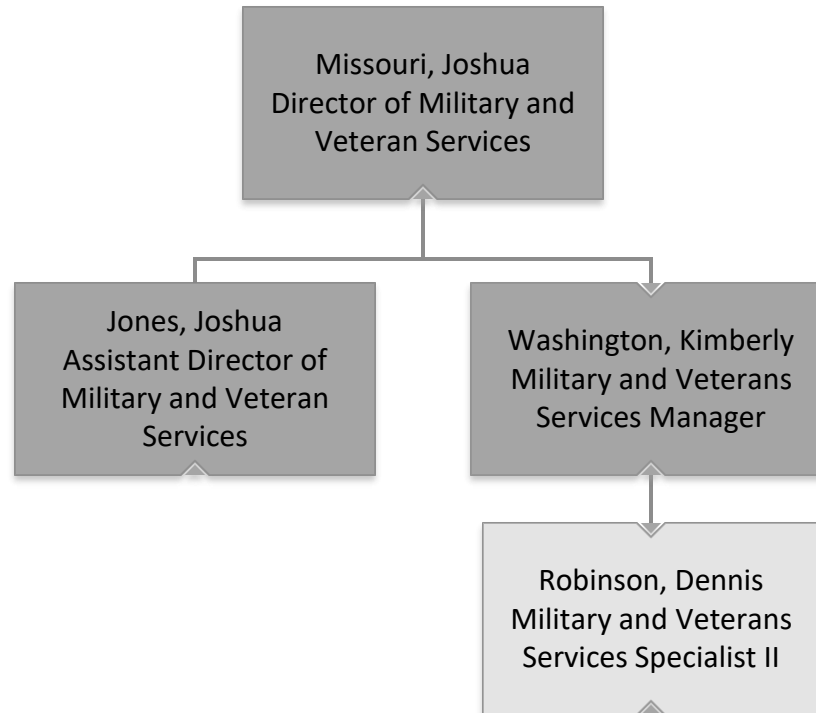 Missouri, Joshua
Director of Military and
Veteran Services
Jones, Joshua
Assistant Director of
Military and Veteran
Services
Washington, Kimberly
Military and Veterans
Services Manager
Robinson, Dennis
Military and Veterans
Services Specialist II